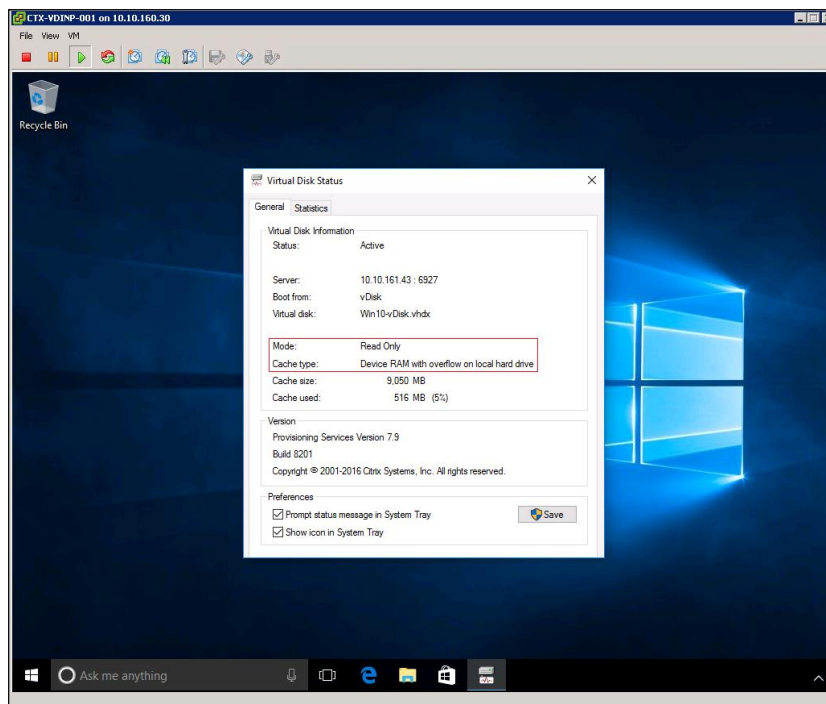 CTX-VDINP-001 on 10.10.160.30
File View VM
Recycle Bin
Virtual Disk Status
General Statistics
Virtual Disk Information
Status: Active
Server: 10.10.161.43 : 6927
Boot from: vDisk
Virtual disk: Win10-vDisk.vhdx
Mode: Read Only
Cache type: Device RAM with overflow on local hard drive
Cache size: 9,050 MB
Cache used: 516 MB (5%)
Version
Provisioning Services Version 7.9
Build 8201
Copyright © 2001-2016 Citrix Systems, Inc. All rights reserved.
Preferences
Prompt status message in System Tray
Save
Show icon in System Tray
Ask me anything